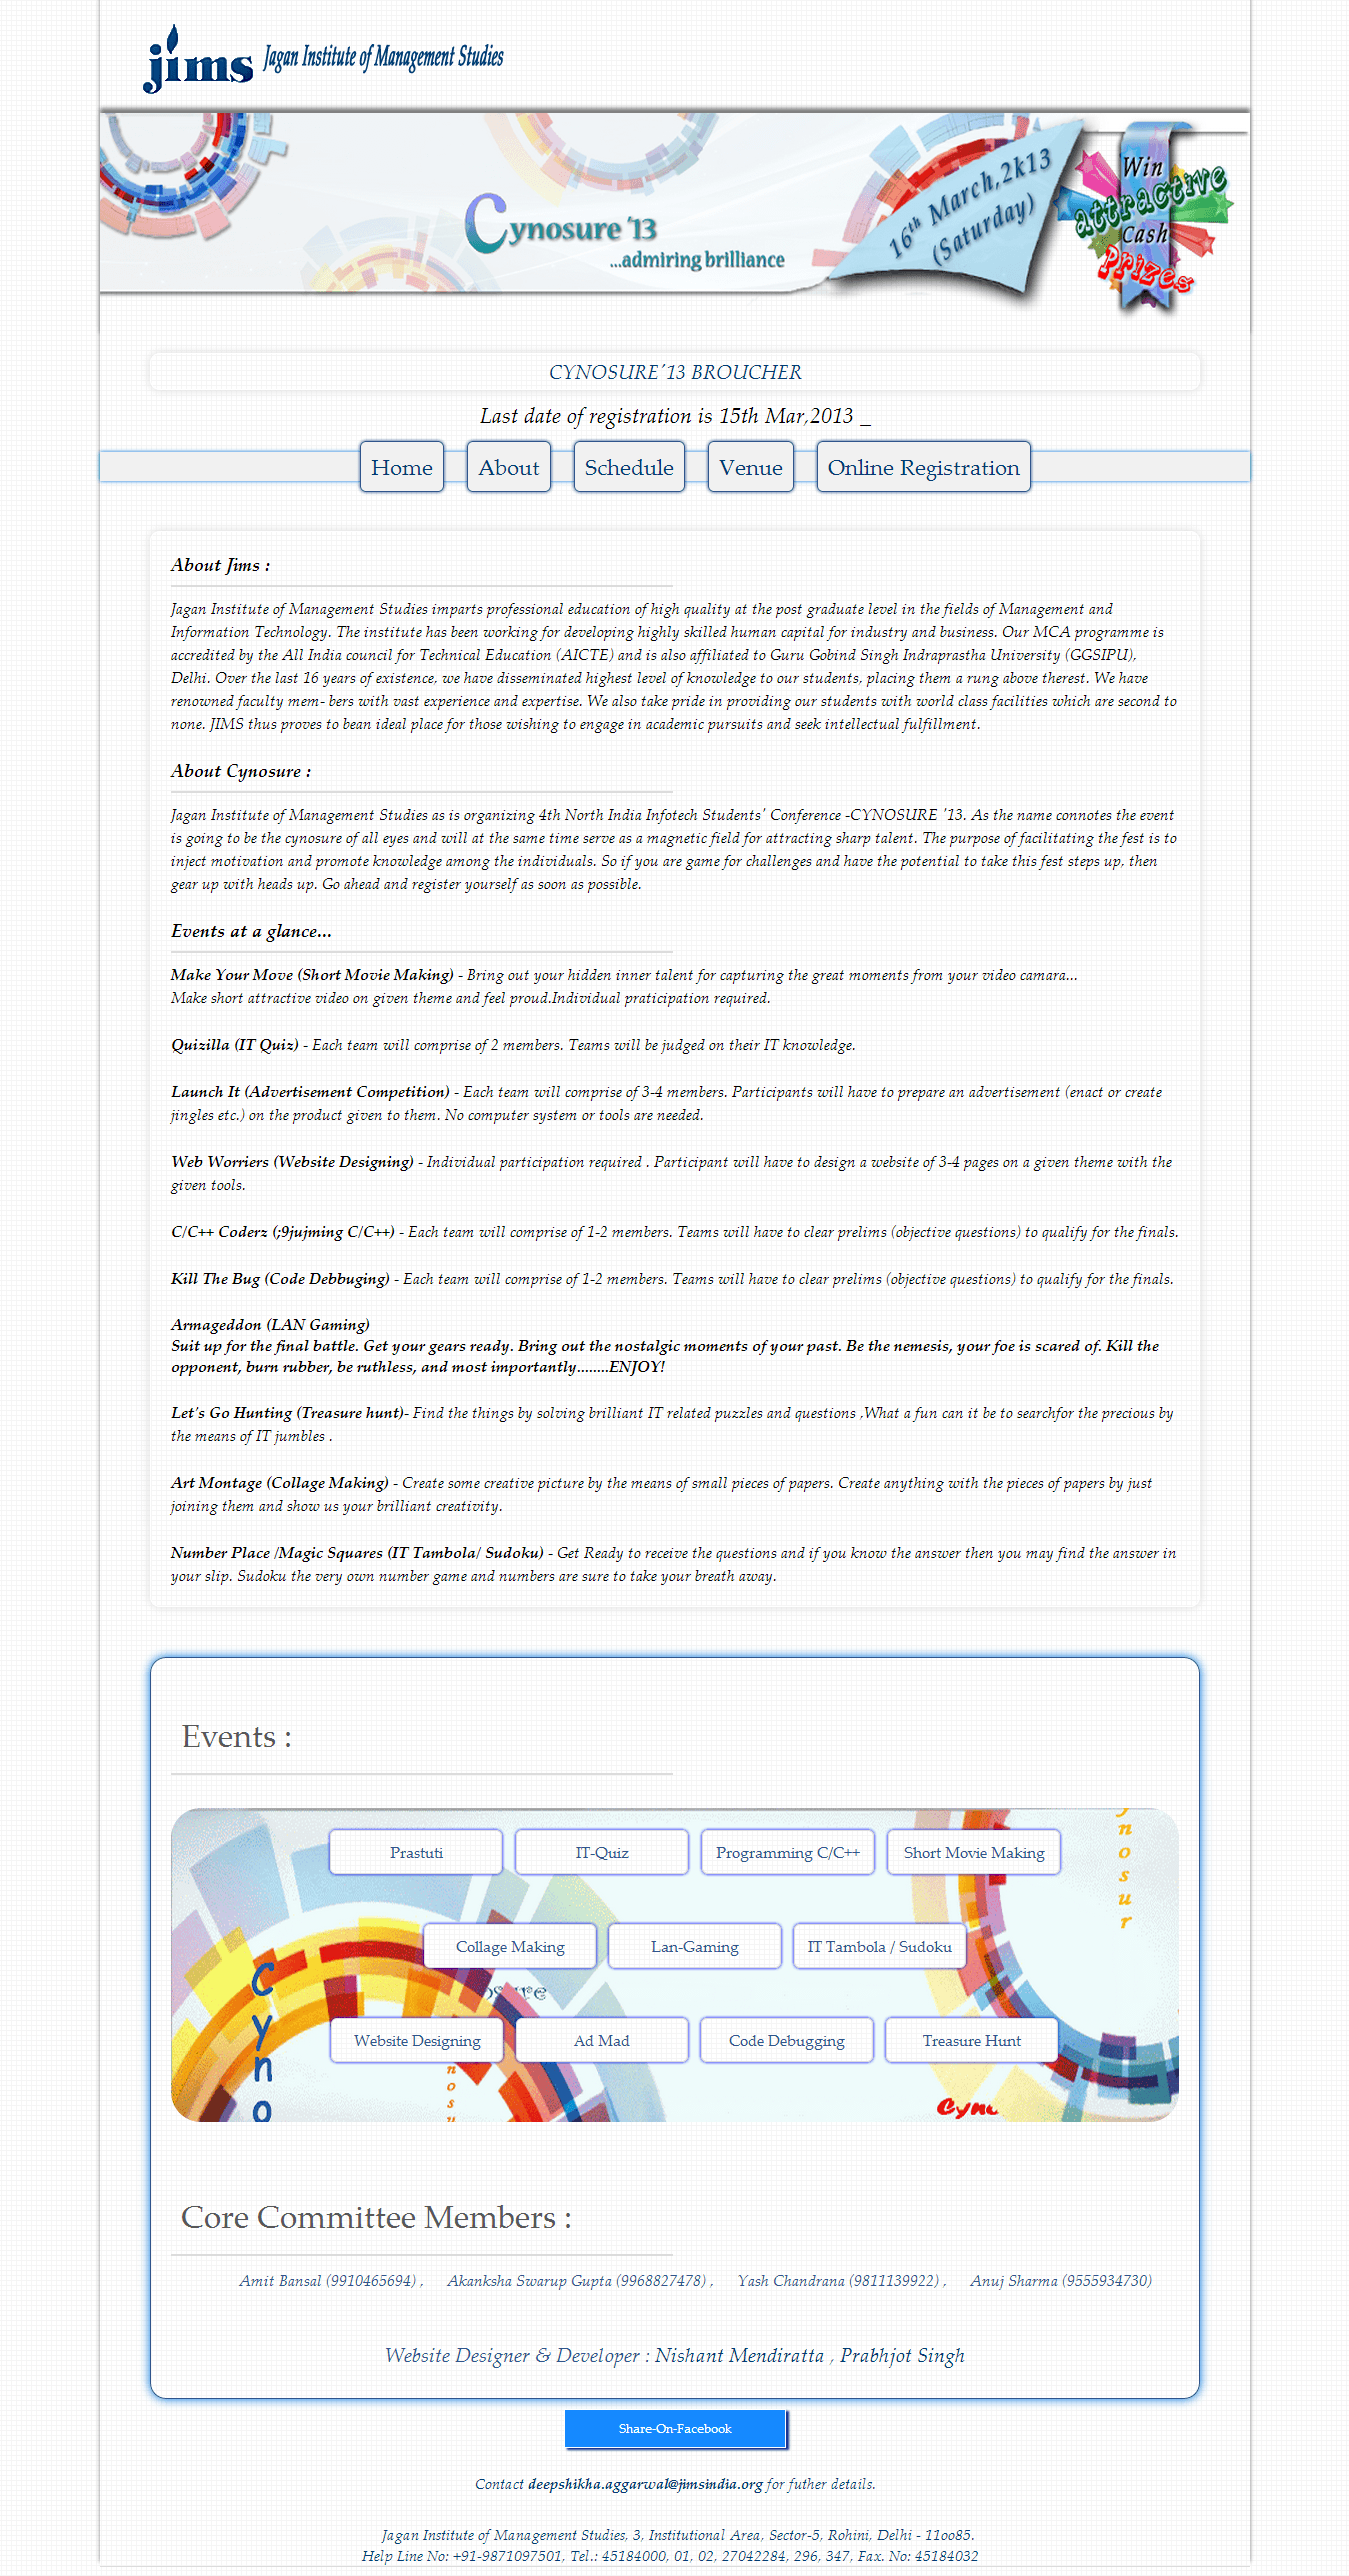 jims Jagan Institute of Management Studies
Cynosure '13
...admiring brilliance
16th March,2k13
(Saturday)
Win
attractive
Cash
Prizes
CYNOSURE'13 BROUCHER
Last date of registration is 15th Mar,2013 _
Home About Schedule Venue Online Registration
About Jims :
Jagan Institute of Management Studies imparts professional education of high quality at the post graduate level in the fields of Management and
Information Technology. The institute has been working for developing highly skilled human capital for industry and business. Our MCA programme is
accredited by the All India council for Technical Education (AICTE) and is also affiliated to Guru Gobind Singh Indraprastha University (GGSIPU),
Delhi. Over the last 16 years of existence, we have disseminated highest level of knowledge to our students, placing them a rung above therest. We have
renowned faculty mem- bers with vast experience and expertise. We also take pride in providing our students with world class facilities which are second to
none. JIMS thus proves to bean ideal place for those wishing to engage in academic pursuits and seek intellectual fulfillment.
About Cynosure :
Jagan Institute of Management Studies as is organizing 4th North India Infotech Students' Conference -CYNOSURE '13. As the name connotes the event
is going to be the cynosure of all eyes and will at the same time serve as a magnetic field for attracting sharp talent. The purpose of facilitating the fest is to
inject motivation and promote knowledge among the individuals. So if you are game for challenges and have the potential to take this fest steps up, then
gear up with heads up. Go ahead and register yourself as soon as possible.
Events at a glance...
Make Your Move (Short Movie Making) - Bring out your hidden inner talent for capturing the great moments from your video camara...
Make short attractive video on given theme and feel proud.Individual praticipation required.
Quizilla (IT Quiz) - Each team will comprise of 2 members. Teams will be judged on their IT knowledge.
Launch It (Advertisement Competition) - Each team will comprise of 3-4 members. Participants will have to prepare an advertisement (enact or create
jingles etc.) on the product given to them. No computer system or tools are needed.
Web Worriers (Website Designing) - Individual participation required . Participant will have to design a website of 3-4 pages on a given theme with the
given tools.
C/C++ Coderz (;9jujming C/C++) - Each team will comprise of 1-2 members. Teams will have to clear prelims (objective questions) to qualify for the finals.
Kill The Bug (Code Debbuging) - Each team will comprise of 1-2 members. Teams will have to clear prelims (objective questions) to qualify for the finals.
Armageddon (LAN Gaming)
Suit up for the final battle. Get your gears ready. Bring out the nostalgic moments of your past. Be the nemesis, your foe is scared of. Kill the
opponent, burn rubber, be ruthless, and most importantly........ENJOY!
Let's Go Hunting (Treasure hunt)- Find the things by solving brilliant IT related puzzles and questions ,What a fun can it be to searchfor the precious by
the means of IT jumbles .
Art Montage (Collage Making) - Create some creative picture by the means of small pieces of papers. Create anything with the pieces of papers by just
joining them and show us your brilliant creativity.
Number Place /Magic Squares (IT Tambola/ Sudoku) - Get Ready to receive the questions and if you know the answer then you may find the answer in
your slip. Sudoku the very own number game and numbers are sure to take your breath away.
Events :
Prastuti IT-Quiz Programming C/C++ Short Movie Making
Collage Making Lan-Gaming IT Tambola / Sudoku
Website Designing Ad Mad Code Debugging Treasure Hunt
Core Committee Members :
Amit Bansal (9910465694) , Akanksha Swarup Gupta (9968827478) , Yash Chandrana (9811139922) , Anuj Sharma (9555934730)
Website Designer & Developer : Nishant Mendiratta , Prabhjot Singh
Share-On-Facebook
Contact deepshikha.aggarwal@jimsindia.org for futher details.
Jagan Institute of Management Studies, 3, Institutional Area, Sector-5, Rohini, Delhi - 11oo85.
Help Line No: +91-9871097501, Tel.: 45184000, 01, 02, 27042284, 296, 347, Fax. No: 45184032